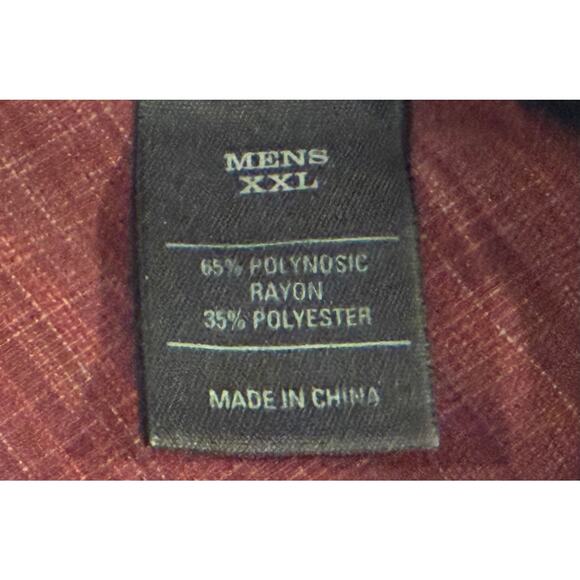 MENS
XXL
65% POLYNOSIC
RAYON
35% POLYESTER
MADE IN CHINA